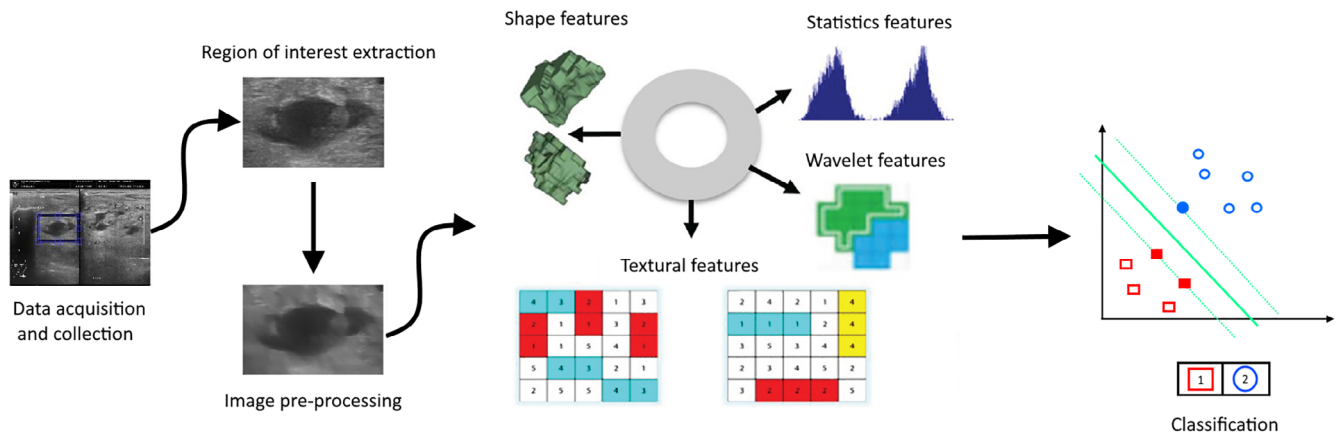 Shape features
Statistics features
Region of interest extraction
Wavelet features
Textural features
Data acquisition
and collection
Image pre-processing
4 3 2 1 3
2 1 1 3 2
3 1 5 4 3
5 4 3 2 1
2 5 5 4 3
2 4 2 1 4
1 1 1 2 4
3 5 3 4 4
4 3 4 5 2
3 2 2 2 5
1 2
Classification